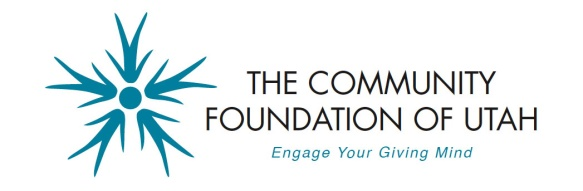 THE COMMUNITY
FOUNDATION OF UTAH
Engage Your Giving Mind